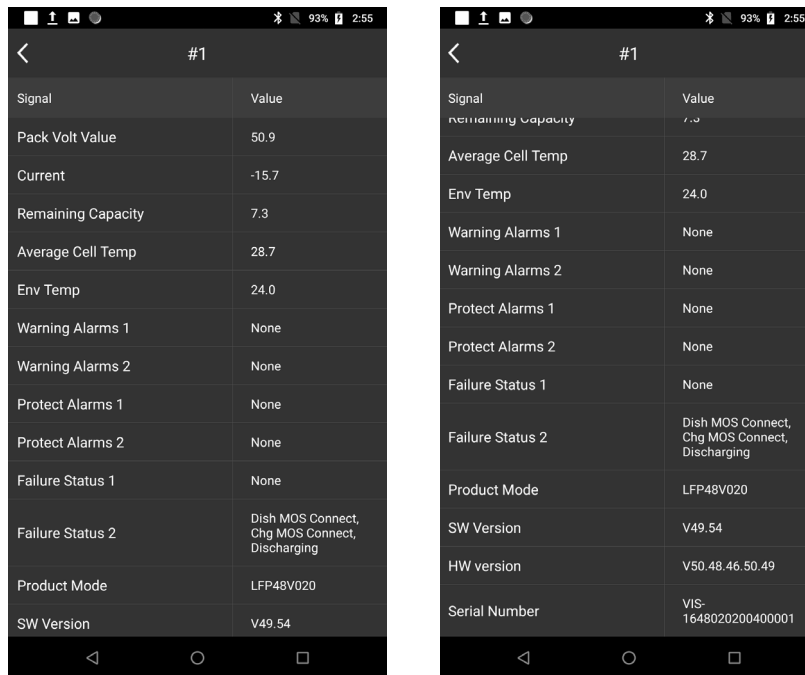 93% 2:55
#1
Signal Value
Pack Volt Value 50.9
Current -15.7
Remaining Capacity 7.3
Average Cell Temp 28.7
Env Temp 24.0
Warning Alarms 1 None
Warning Alarms 2 None
Protect Alarms 1 None
Protect Alarms 2 None
Failure Status 1 None
Failure Status 2 Dish MOS Connect,
Chg MOS Connect,
Discharging
Product Mode LFP48V020
SW Version V49.54
93% 2:55
#1
Signal Value
Remaining Capacity 7.3
Average Cell Temp 28.7
Env Temp 24.0
Warning Alarms 1 None
Warning Alarms 2 None
Protect Alarms 1 None
Protect Alarms 2 None
Failure Status 1 None
Failure Status 2 Dish MOS Connect,
Chg MOS Connect,
Discharging
Product Mode LFP48V020
SW Version V49.54
HW version V50.48.46.50.49
Serial Number VIS-
1648020200400001